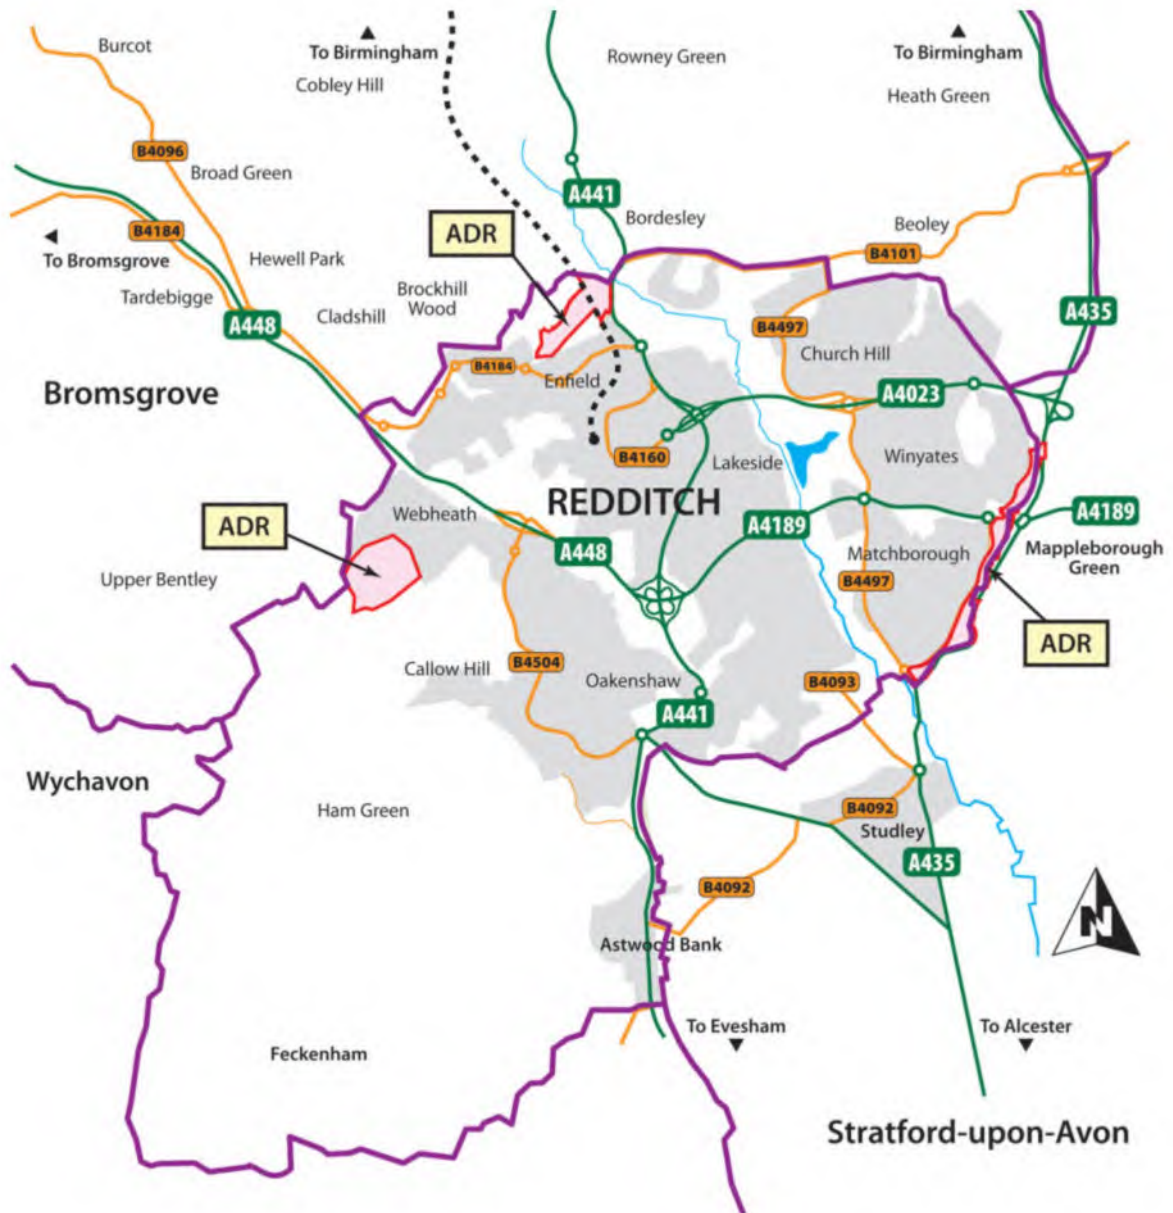 Burcot
To Birmingham
Cobley Hill
Rowney Green
To Birmingham
Heath Green
B4096
Broad Green
A441
Bordesley
ADR
Beoley
B4184
To Bromsgrove
Hewell Park
B4101
Tardebigge
Brockhill
Wood
Cladshill
A448
A435
B4497
Church Hill
B4184
Enfield
Bromsgrove
A4023
B4160
Lakeside
Winyates
REDDITCH
Webheath
ADR
A4189
A4189
A448
Matchborough
Mappleborough
Green
Upper Bentley
B4497
ADR
Callow Hill
B4504
Oakenshaw
B4093
A441
Wychavon
Ham Green
B4092
Studley
A435
B4092
N
Astwood Bank
To Evesham
To Alcester
Feckenham
Stratford-upon-Avon